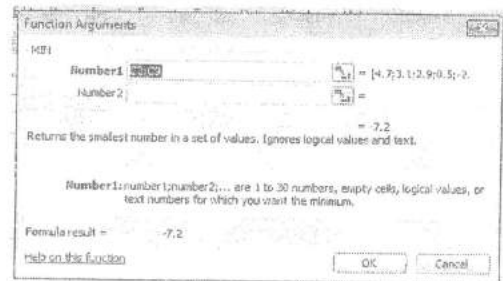 Function Arguments
MIN
Number1 = {4.7;3.1;2.9;0.5;-2.
Number2 =
= -7.2
Returns the smallest number in a set of values. Ignores logical values and text.
Number1: number1;number2;... are 1 to 30 numbers, empty cells, logical values, or
text numbers for which you want the minimum.
Formula result = -7.2
Help on this function
OK Cancel